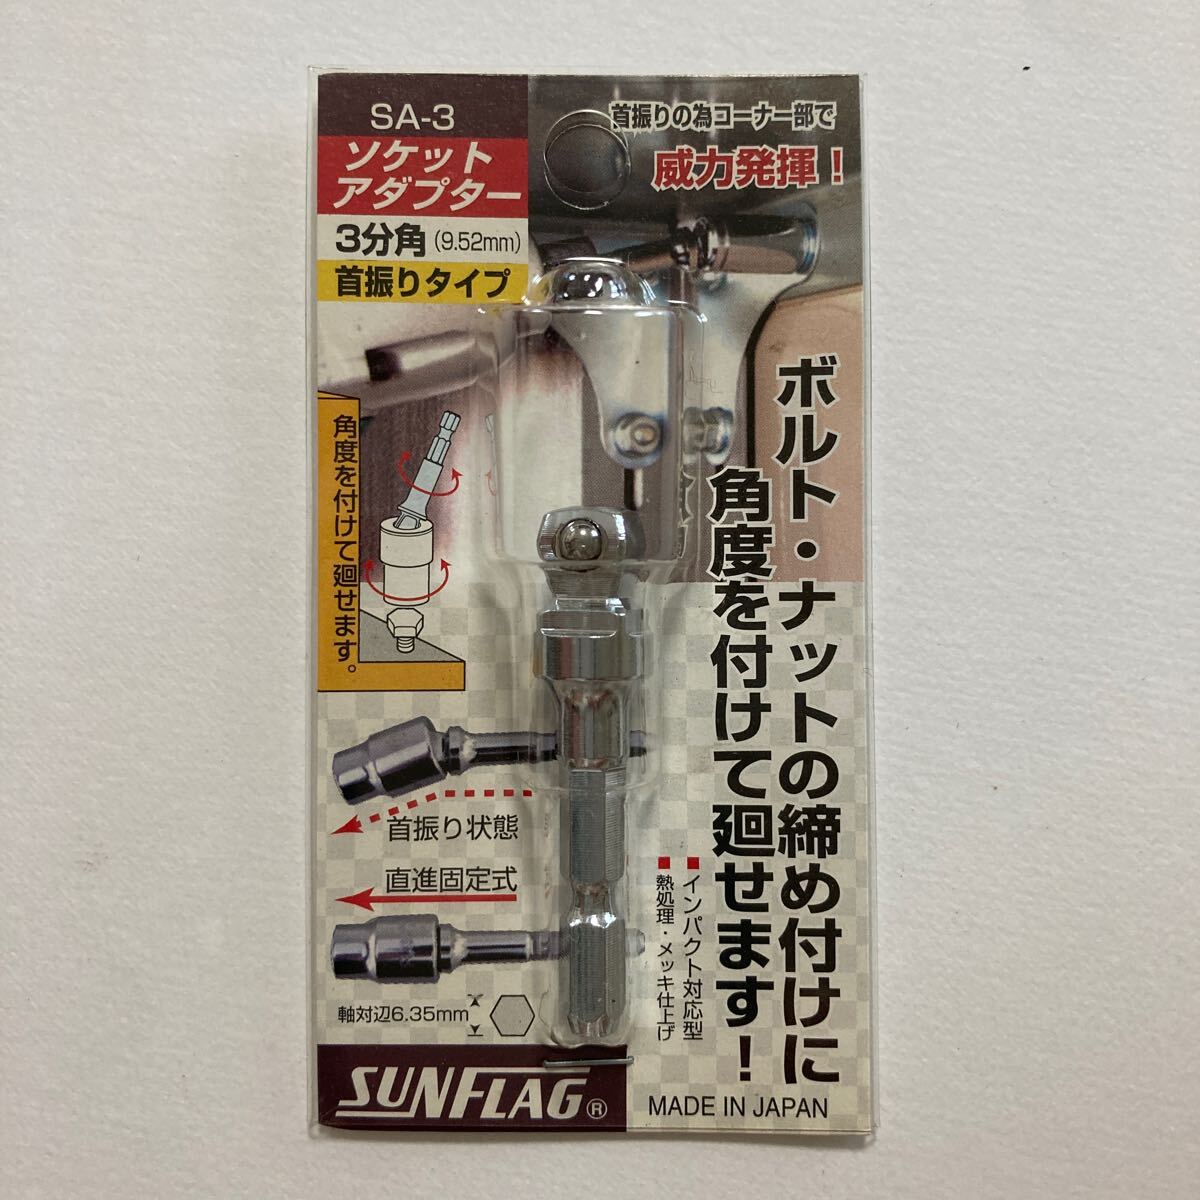 SA-3
ソケット
アダプター
3分角(9.52mm)
首振りタイプ
首振りの為コーナー部で
威力発揮！
ボルト・ナットの締め付けに
角度を付けて廻せます！
角度を付けて廻せます。
首振り状態
直進固定式
軸対辺6.35mm
■インパクト対応型
■熱処理・メッキ仕上げ
SUNFLAG®
MADE IN JAPAN